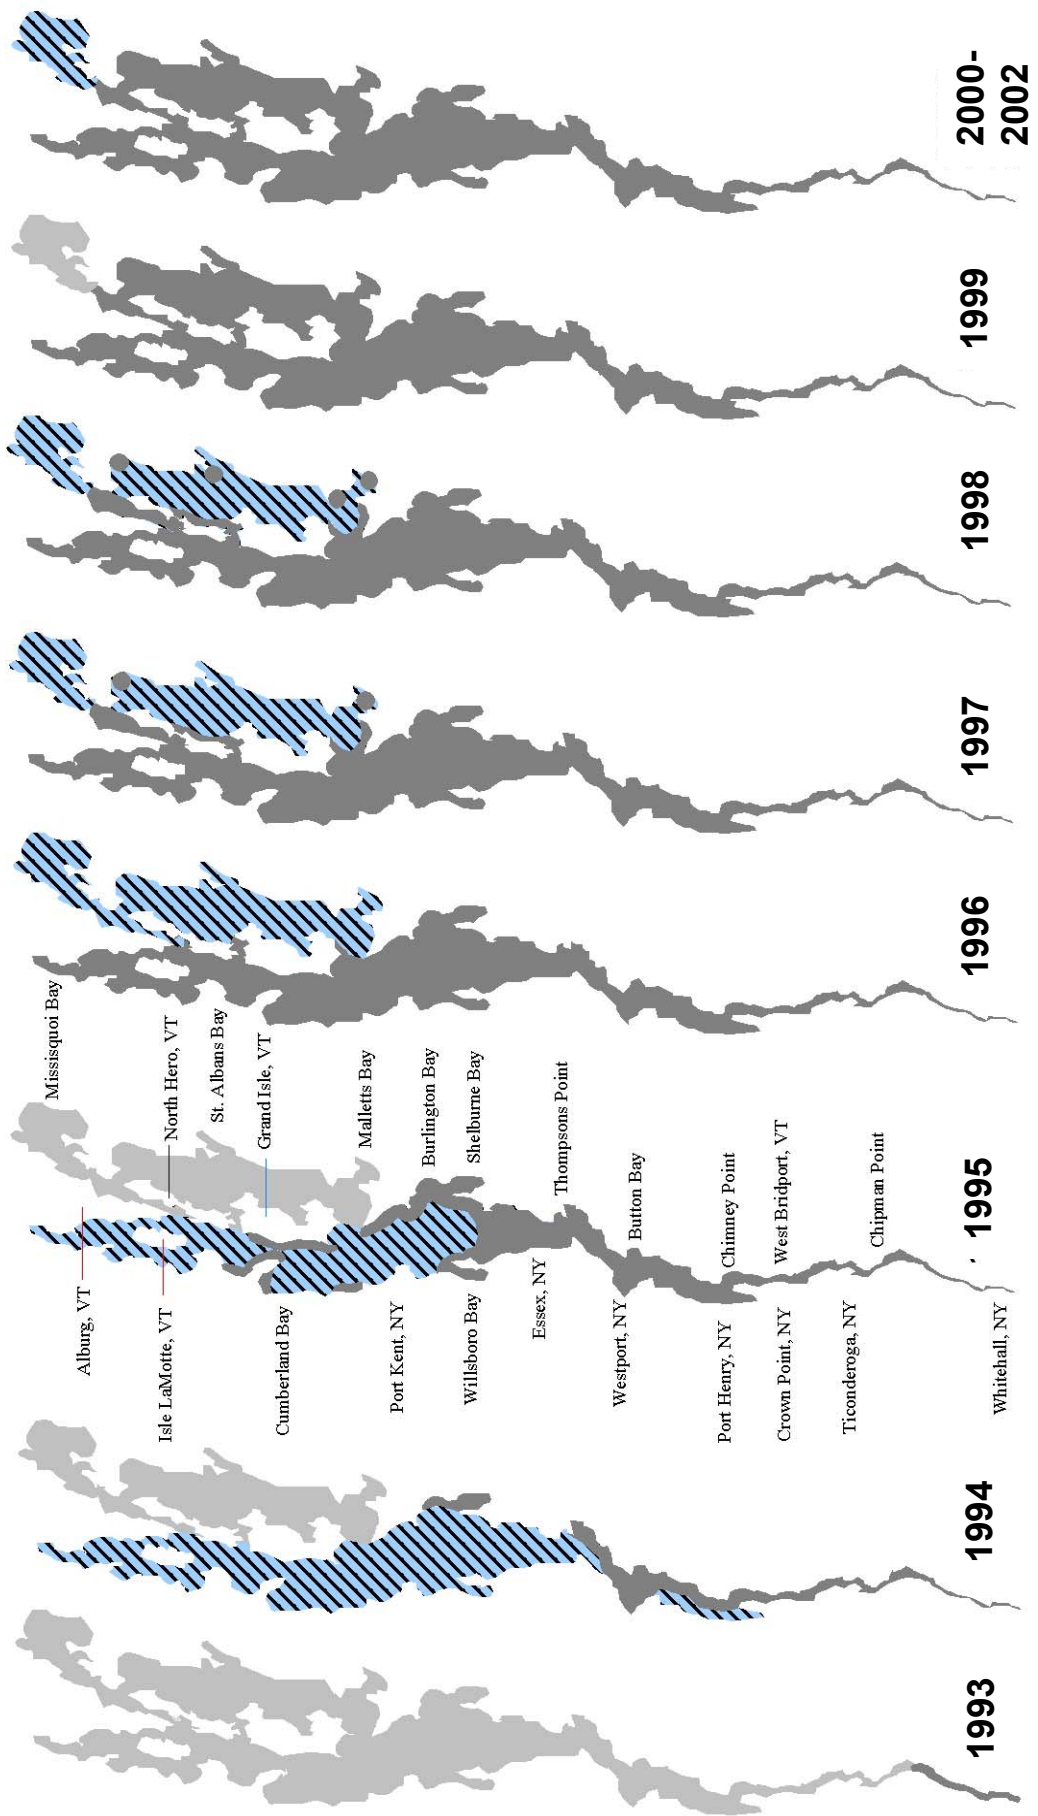 1993
1994
1995
1996
1997
1998
1999
2000-
2002
Alburg, VT
Isle LaMotte, VT
Cumberland Bay
Port Kent, NY
Willsboro Bay
Essex, NY
Westport, NY
Port Henry, NY
Crown Point, NY
Ticonderoga, NY
Whitehall, NY
Missisquoi Bay
North Hero, VT
St. Albans Bay
Grand Isle, VT
Malletts Bay
Burlington Bay
Shelburne Bay
Thompsons Point
Button Bay
Chimney Point
West Bridport, VT
Chipman Point